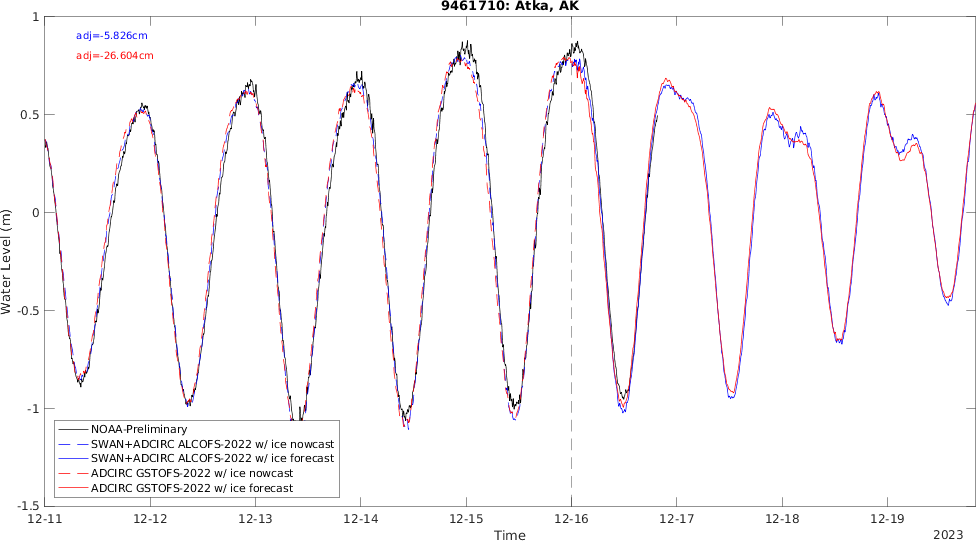 9461710: Atka, AK
adj=-5.826cm
adj=-26.604cm
1
0.5
0
-0.5
-1
-1.5
Water Level (m)
NOAA-Preliminary
SWAN+ADCIRC ALCOFS-2022 w/ ice nowcast
SWAN+ADCIRC ALCOFS-2022 w/ ice forecast
ADCIRC GSTOFS-2022 w/ ice nowcast
ADCIRC GSTOFS-2022 w/ ice forecast
12-11 12-12 12-13 12-14 12-15 12-16 12-17 12-18 12-19
Time
2023